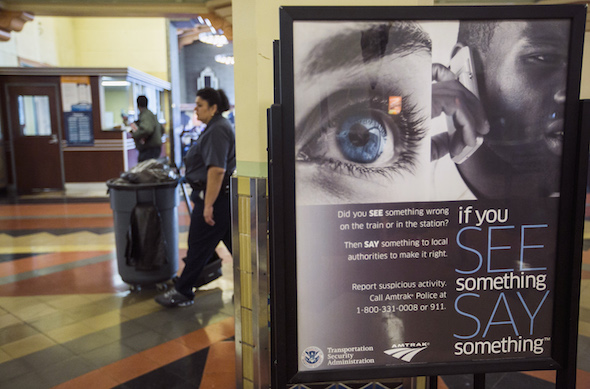 Did you SEE something wrong
on the train or in the station?
Then SAY something to local
authorities to make it right.
Report suspicious activity.
Call Amtrak® Police at
1-800-331-0008 or 911.
if you
SEE
something
SAY
something™
Transportation
Security
Administration
AMTRAK®